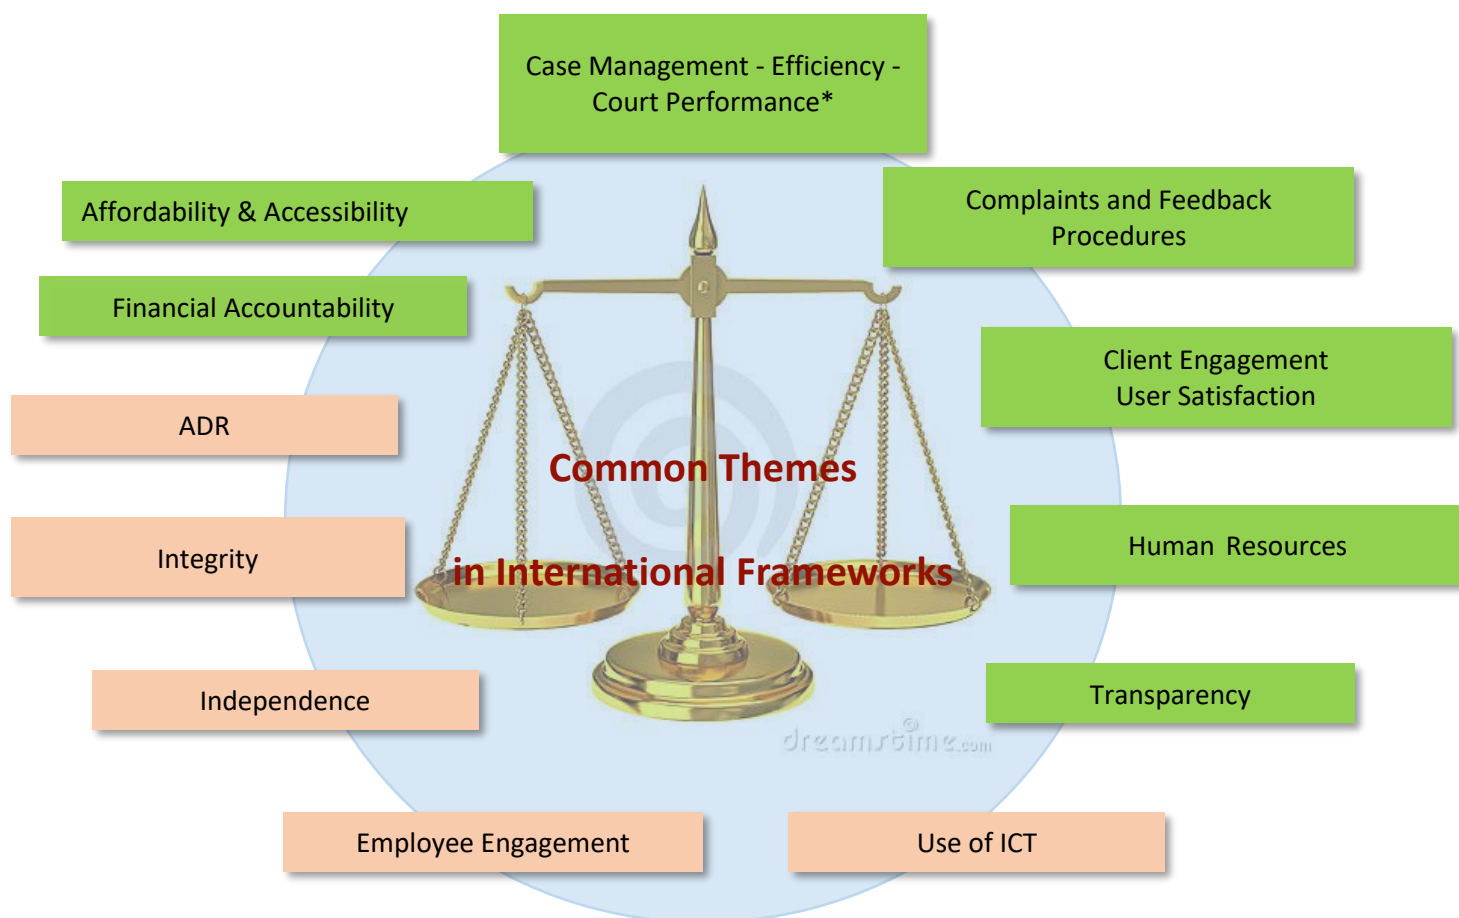 Case Management - Efficiency -
Court Performance*
Affordability & Accessibility
Complaints and Feedback
Procedures
Financial Accountability
Client Engagement
User Satisfaction
ADR
Common Themes
in International Frameworks
Human Resources
Integrity
Independence
Transparency
dreamstime.com
Employee Engagement
Use of ICT